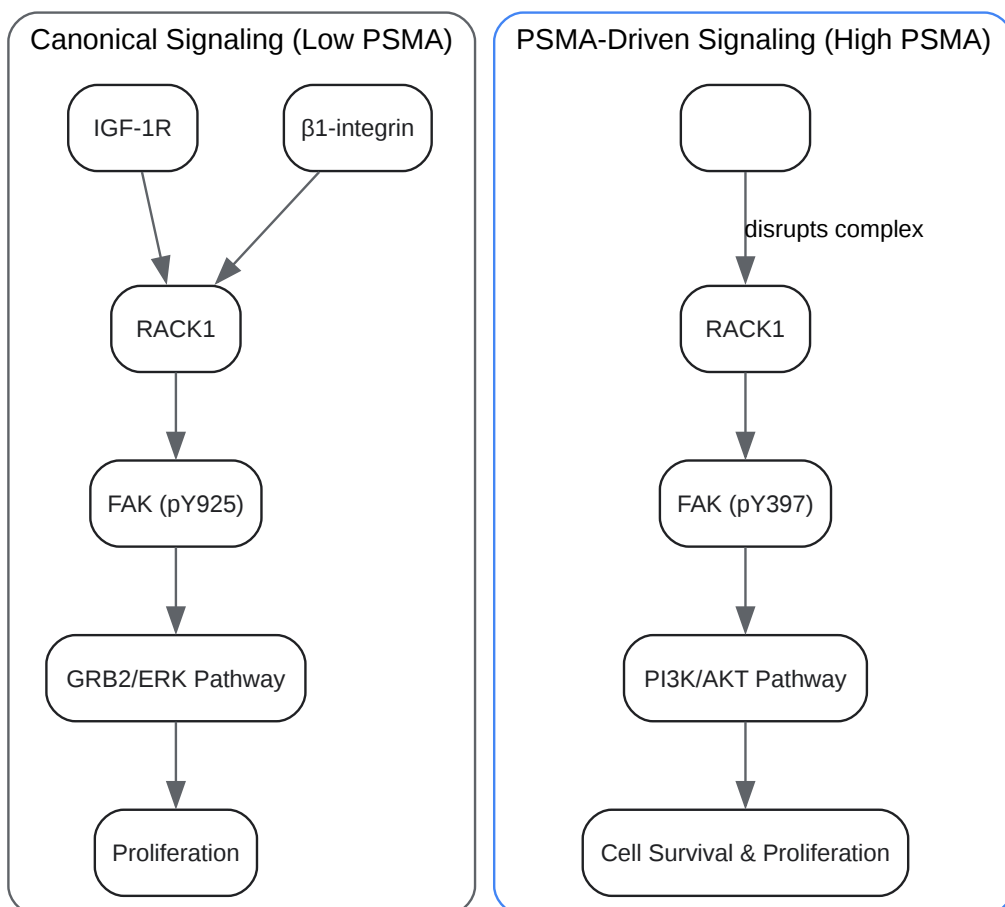 Canonical Signaling (Low PSMA)
IGF-1R
β1-integrin
RACK1
FAK (pY925)
GRB2/ERK Pathway
Proliferation
PSMA-Driven Signaling (High PSMA)
disrupts complex
RACK1
FAK (pY397)
PI3K/AKT Pathway
Cell Survival & Proliferation